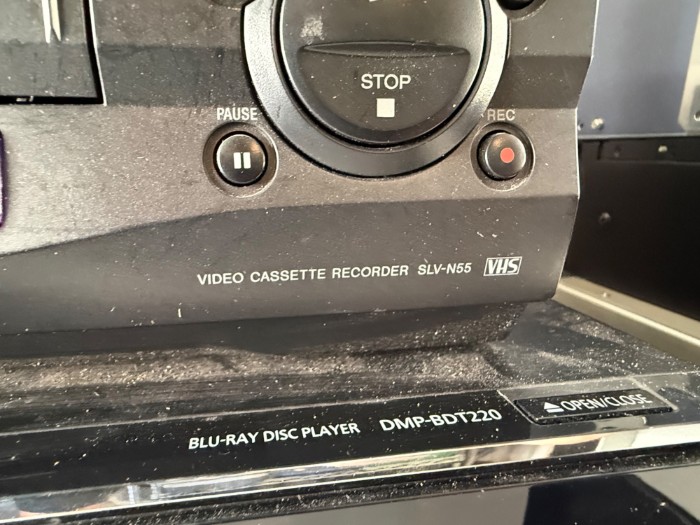 STOP
PAUSE
REC
VIDEO CASSETTE RECORDER SLV-N55 VHS
BLU-RAY DISC PLAYER DMP-BDT220 OPEN/CLOSE